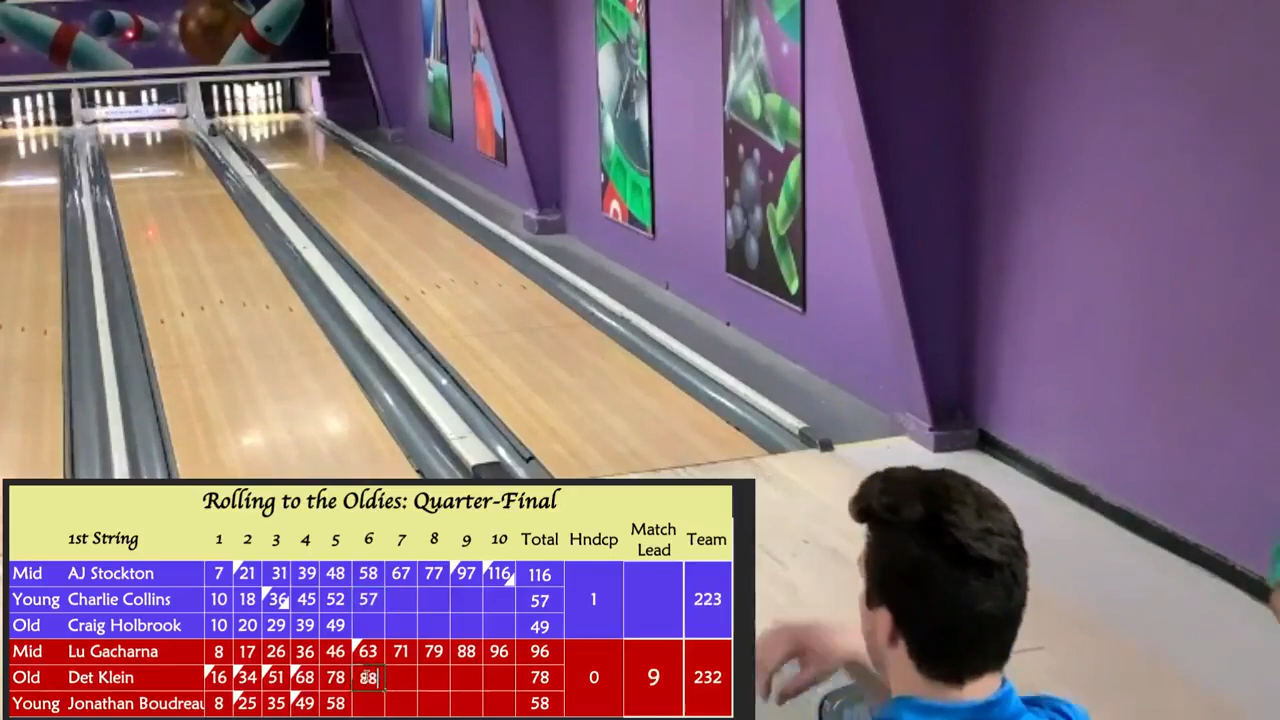 Rolling to the Oldies: Quarter-Final
1st String 1 2 3 4 5 6 7 8 9 10 Total Hndcp Match Lead Team
Mid AJ Stockton 7 21 31 39 48 58 67 77 97 116 116
Young Charlie Collins 10 18 36 45 52 57 57 1 223
Old Craig Holbrook 10 20 29 39 49 49
Mid Lu Gacharna 8 17 26 36 46 63 71 79 88 96 96
Old Det Klein 16 34 51 68 78 88 78 0 9 232
Young Jonathan Boudreau 8 25 35 49 58 58